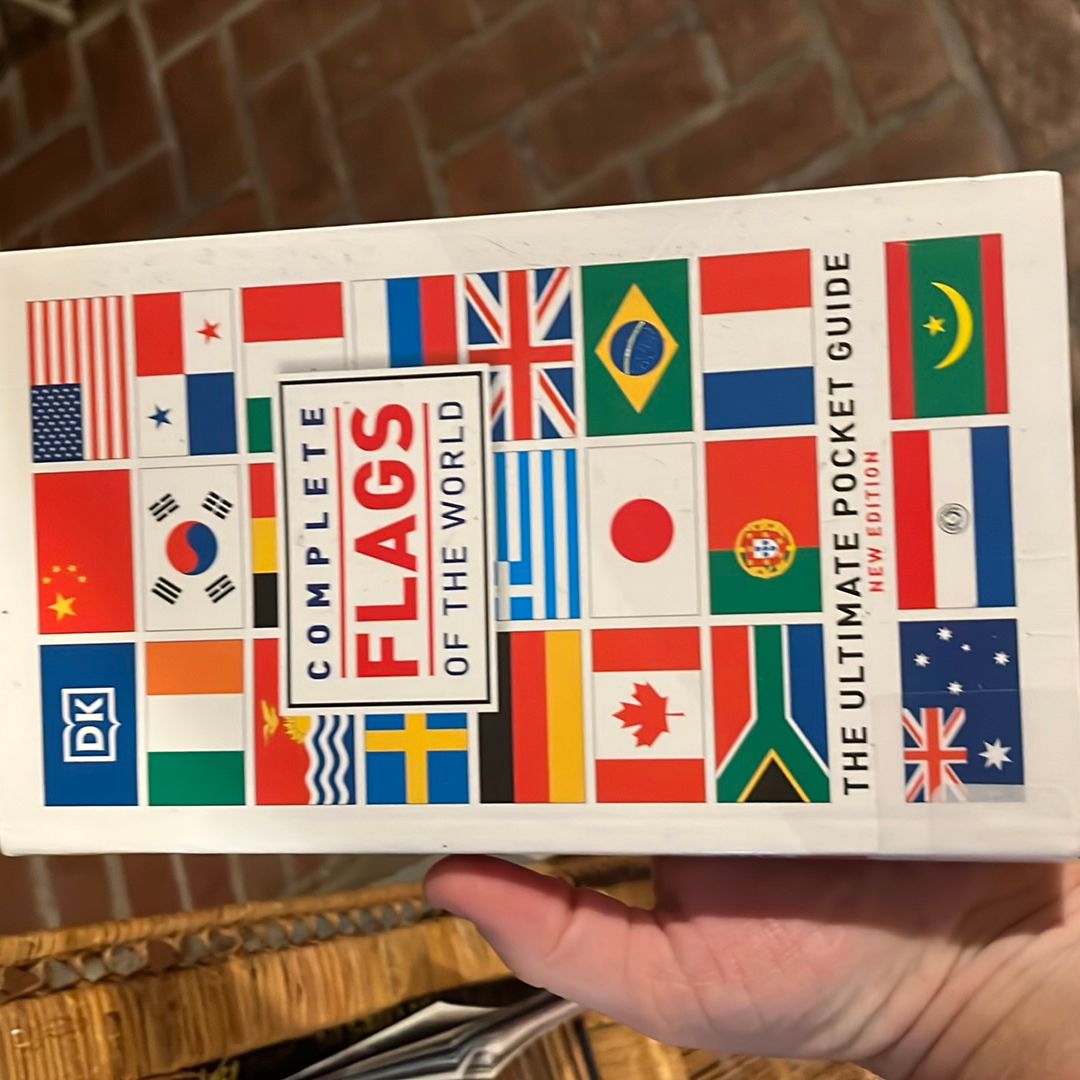 DK
COMPLETE
FLAGS
OF THE WORLD
THE ULTIMATE POCKET GUIDE
NEW EDITION